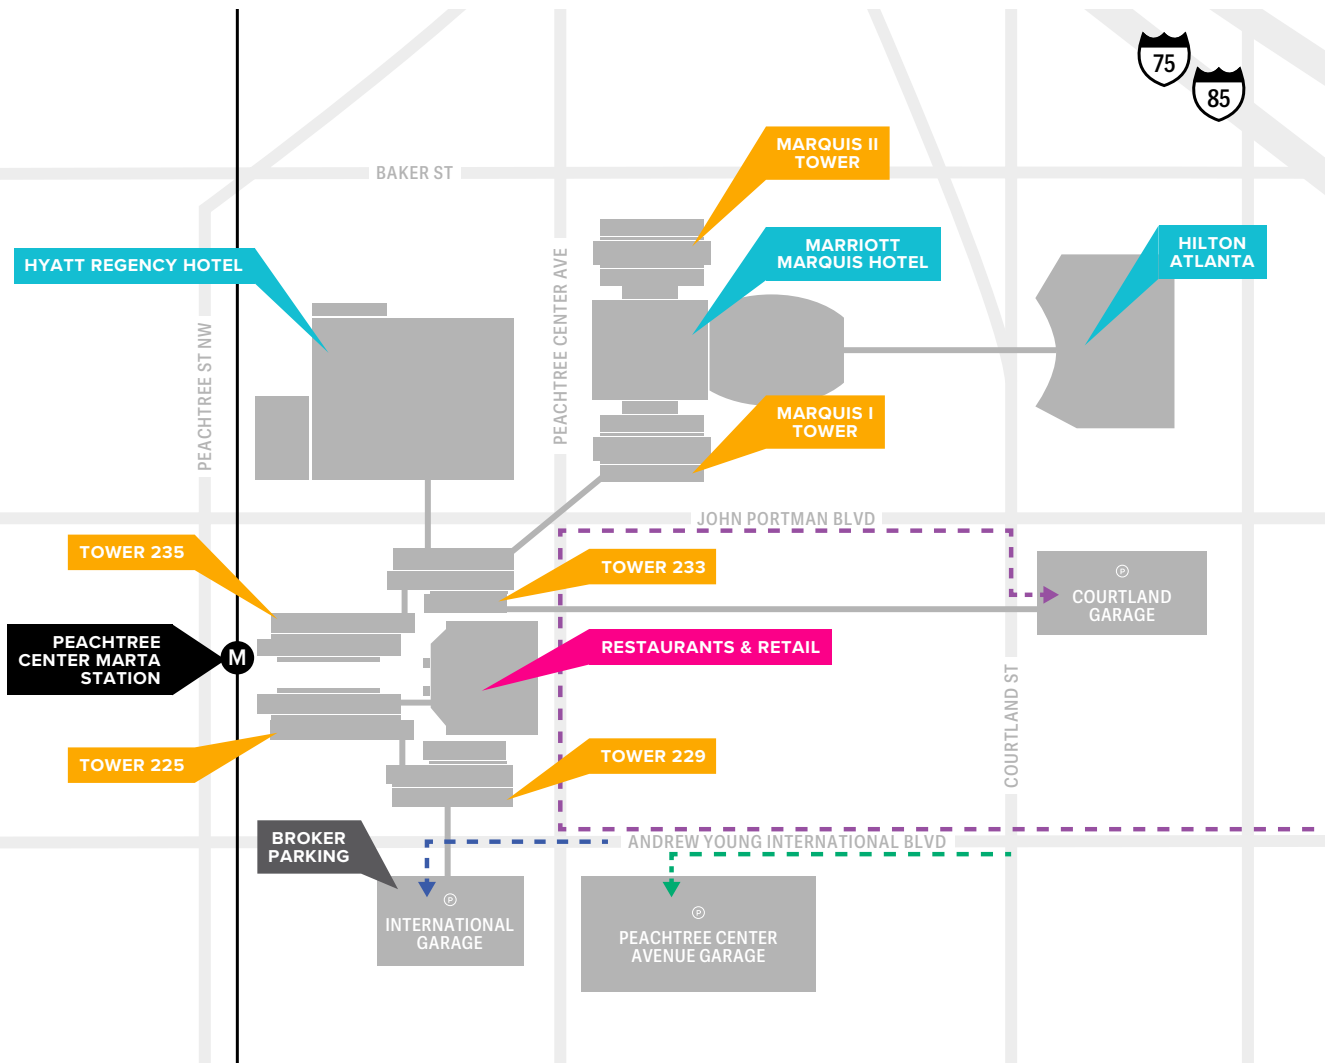 75
85
MARQUIS II
TOWER
BAKER ST
MARRIOTT
MARQUIS HOTEL
HILTON
ATLANTA
HYATT REGENCY HOTEL
PEACHTREE ST NW
PEACHTREE CENTER AVE
MARQUIS I
TOWER
JOHN PORTMAN BLVD
TOWER 235
TOWER 233
P
COURTLAND
GARAGE
PEACHTREE
CENTER MARTA
STATION
M
RESTAURANTS & RETAIL
COURTLAND ST
TOWER 225
TOWER 229
BROKER
PARKING
ANDREW YOUNG INTERNATIONAL BLVD
P
INTERNATIONAL
GARAGE
P
PEACHTREE CENTER
AVENUE GARAGE